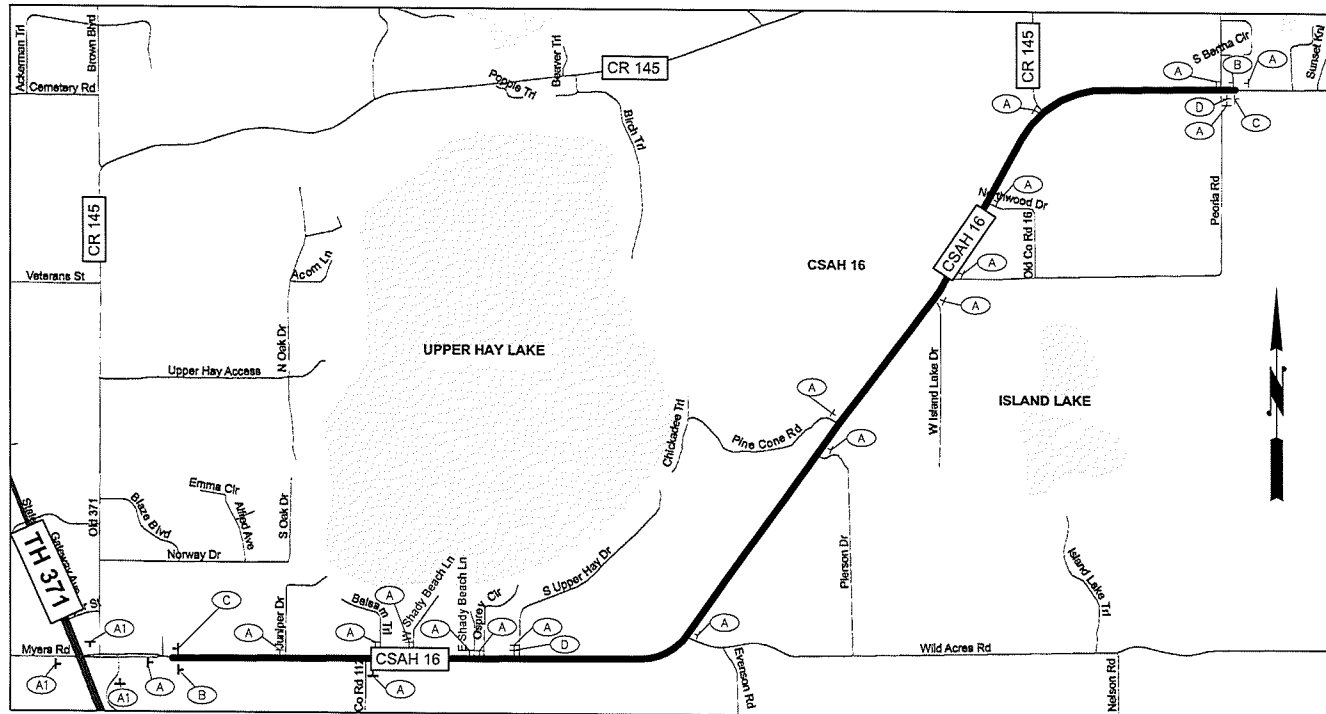 Ackerman Trl
Brown Blvd
Cemetery Rd
CR 145
Popple Trl
Beaver Trl
CR 145
Birch Trl
CR 145
S Bertha Cir
Sunset Knl
A
B
A
D
A
C
A
Northwood Dr
A
Old Co Rd 16
Peoria Rd
CSAH 16
CSAH 16
A
A
Veterans St
Acorn Ln
N Oak Dr
UPPER HAY LAKE
Upper Hay Access
W Island Lake Dr
ISLAND LAKE
N
A
A
Chickadee Trl
Pine Cone Rd
Emma Cir
Alfred Ave
Blaze Blvd
Old 371
S Oak Dr
Norway Dr
Gateway Ave
TH 371
S Upper Hay Dr
Pierson Dr
Island Lake Trl
Juniper Dr
Balsam Trl
W Shady Beach Ln
E Shady Beach Ln
Osprey Cir
C
A
A
A
A
A
A
D
A
Myers Rd
A1
A1
A1
A
B
CSAH 16
Co Rd 112
A
Evenson Rd
Wild Acres Rd
Nelson Rd